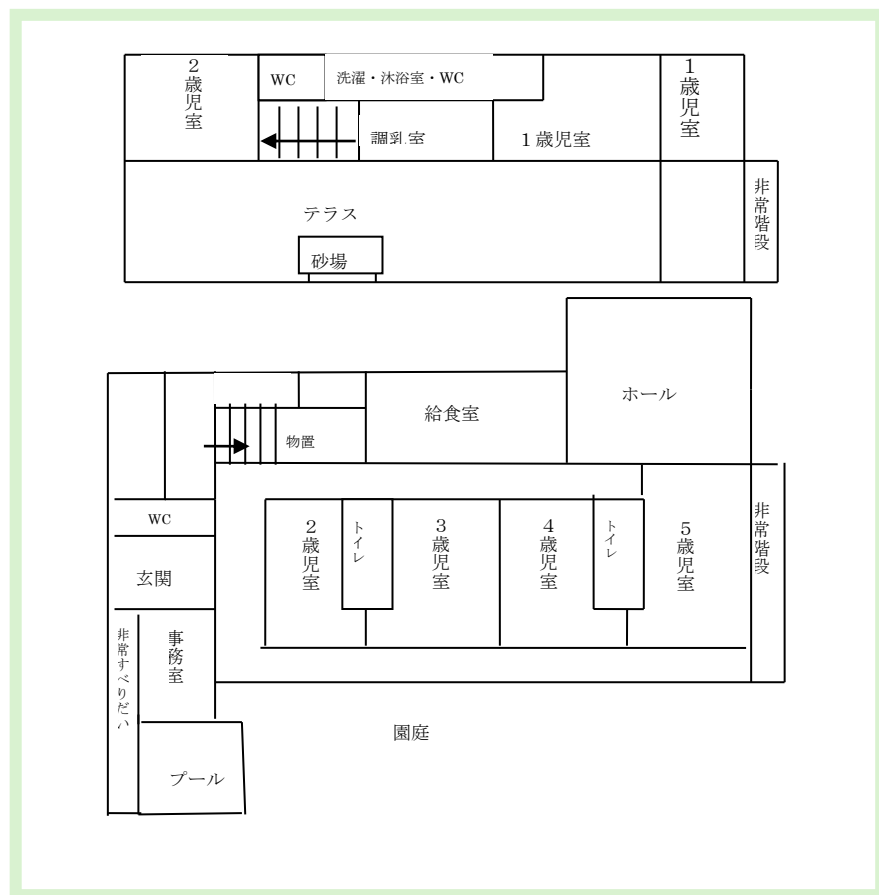 2歳児室
WC
洗濯・沐浴室・WC
1歳児室
調乳室
1歳児室
非常階段
テラス
砂場
ホール
給食室
物置
WC
2歳児室
トイレ
3歳児室
4歳児室
トイレ
5歳児室
非常階段
玄関
非常すべりだい
事務室
園庭
プール